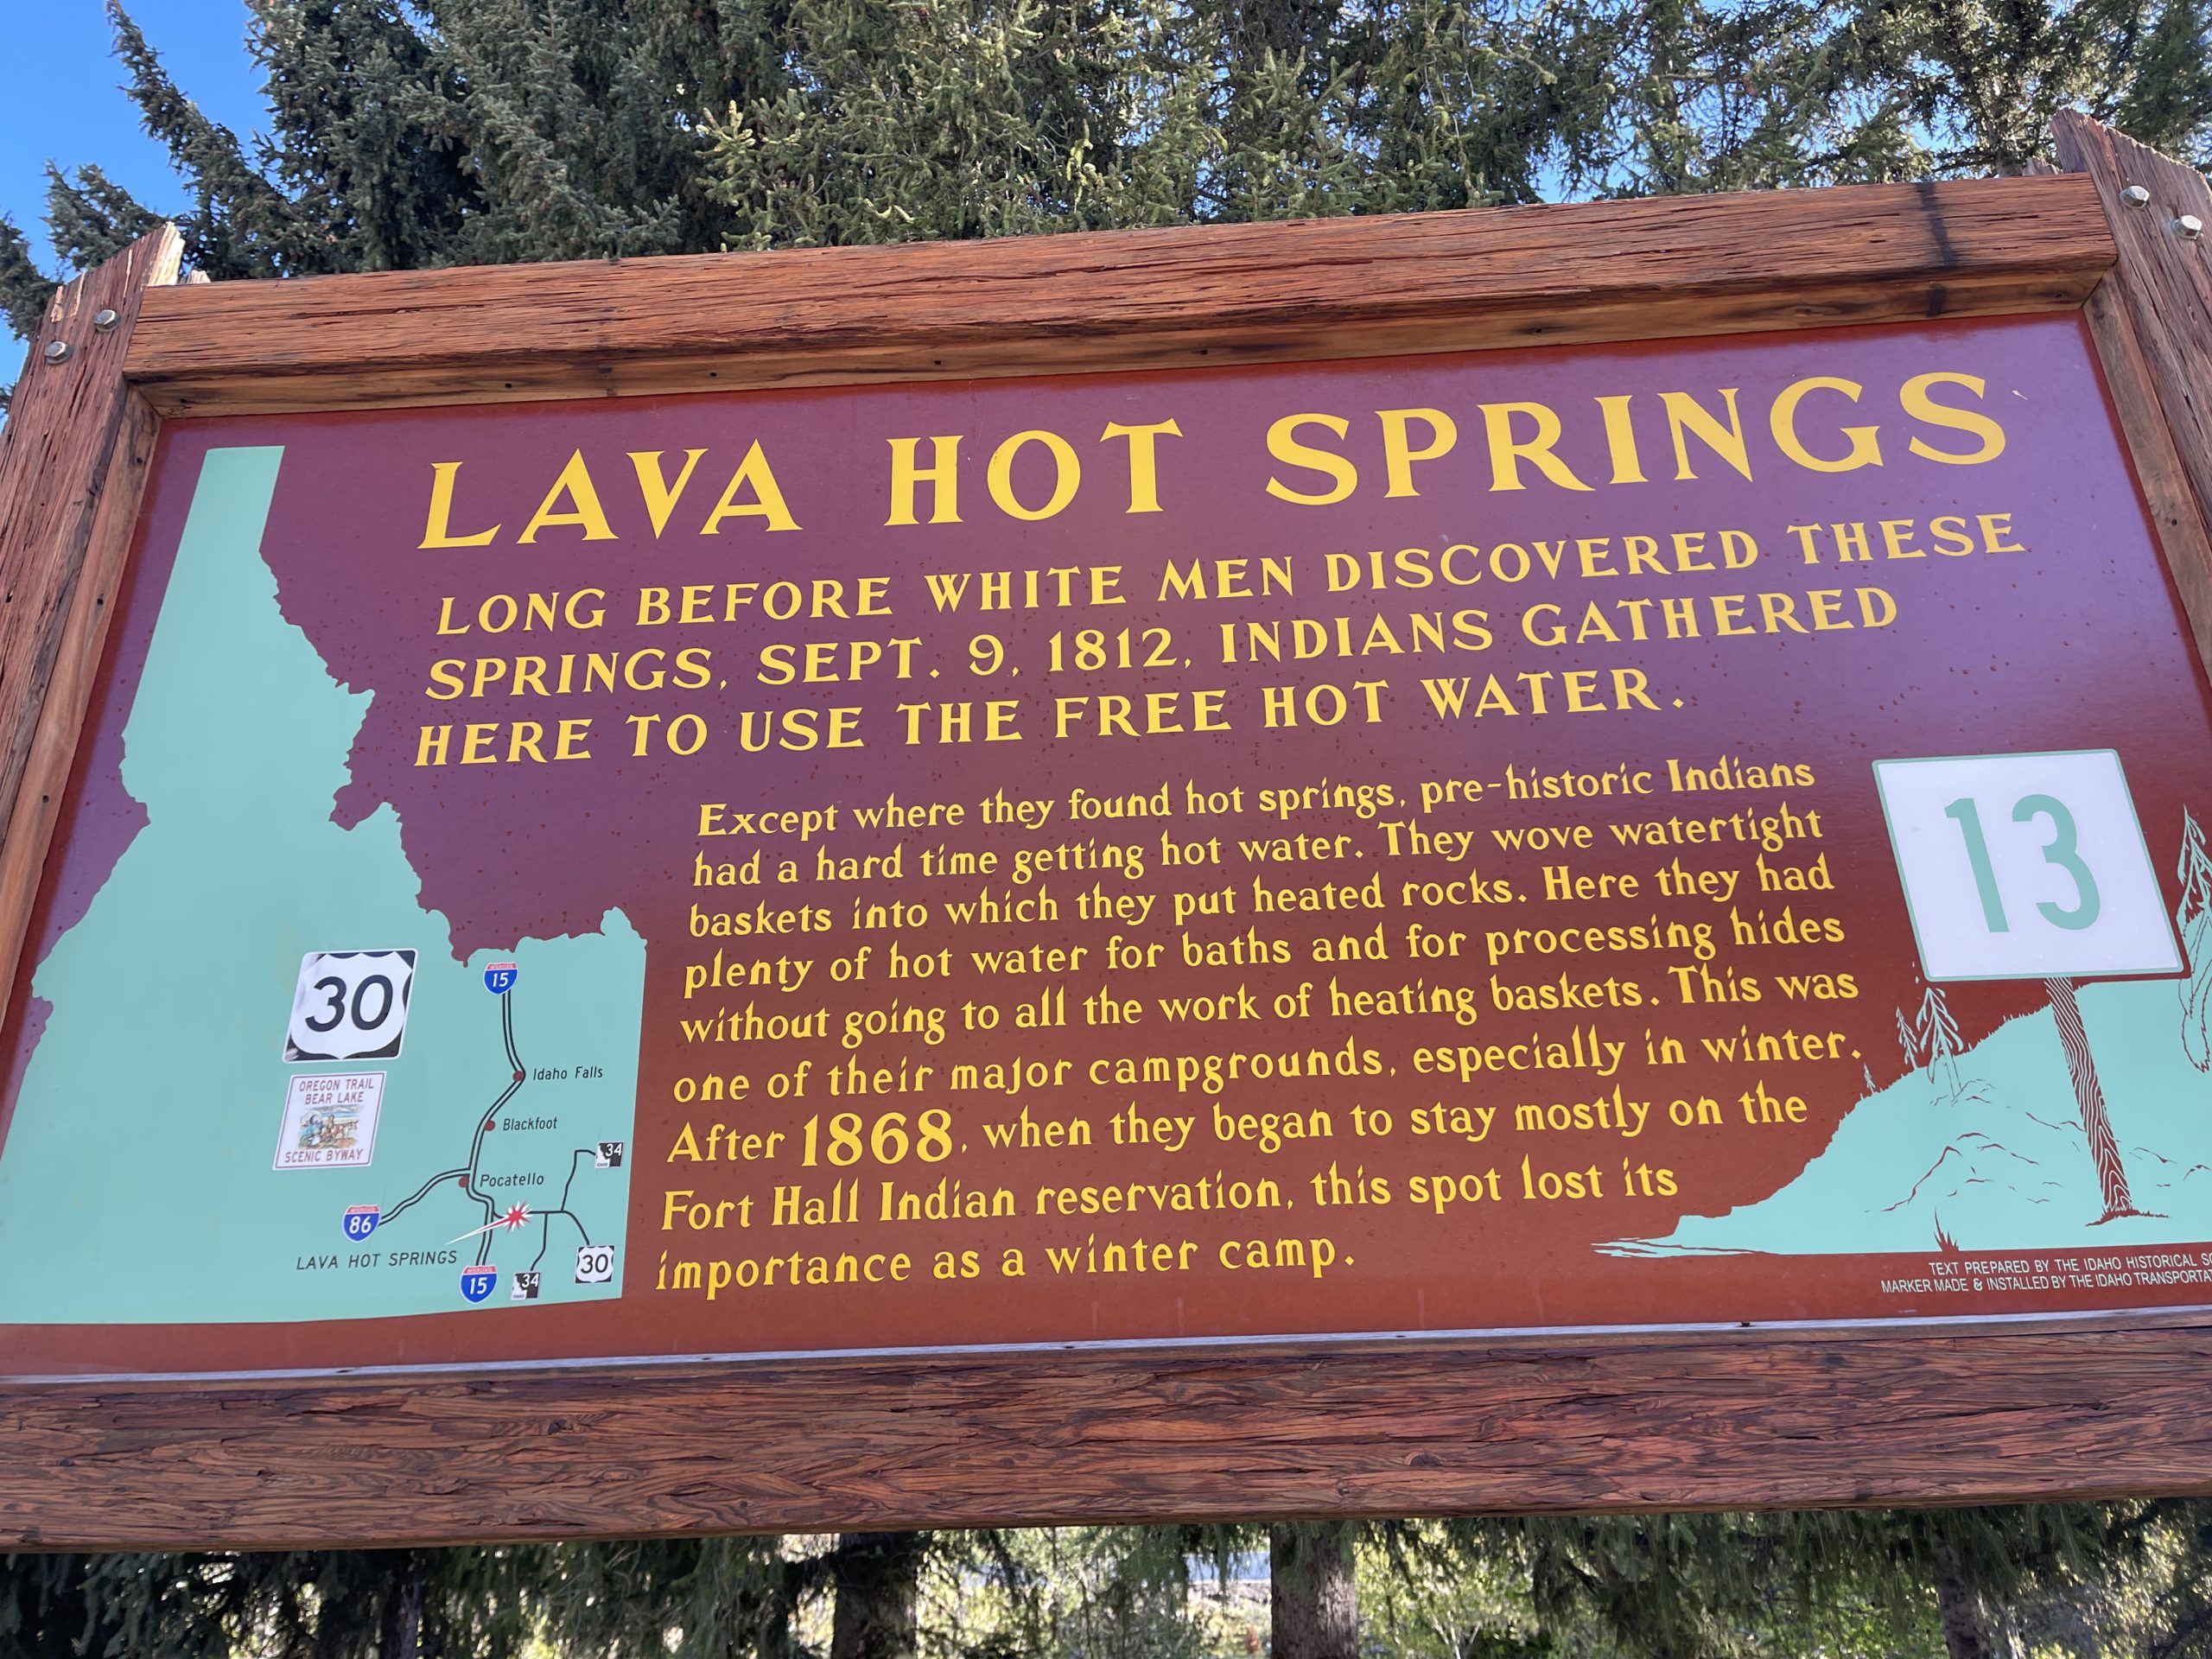 LAVA HOT SPRINGS
LONG BEFORE WHITE MEN DISCOVERED THESE
SPRINGS, SEPT. 9, 1812, INDIANS GATHERED
HERE TO USE THE FREE HOT WATER.
Except where they found hot springs, pre-historic Indians
had a hard time getting hot water. They wove watertight
baskets into which they put heated rocks. Here they had
plenty of hot water for baths and for processing hides
without going to all the work of heating baskets. This was
one of their major campgrounds, especially in winter.
After 1868, when they began to stay mostly on the
Fort Hall Indian reservation, this spot lost its
importance as a winter camp.
13
30
OREGON TRAIL
BEAR LAKE
SCENIC BYWAY
INTERSTATE
15
Idaho Falls
Blackfoot
34
IDAHO
Pocatello
INTERSTATE
86
LAVA HOT SPRINGS
INTERSTATE
15
34
IDAHO
30
TEXT PREPARED BY THE IDAHO HISTORICAL
MARKER MADE & INSTALLED BY THE IDAHO